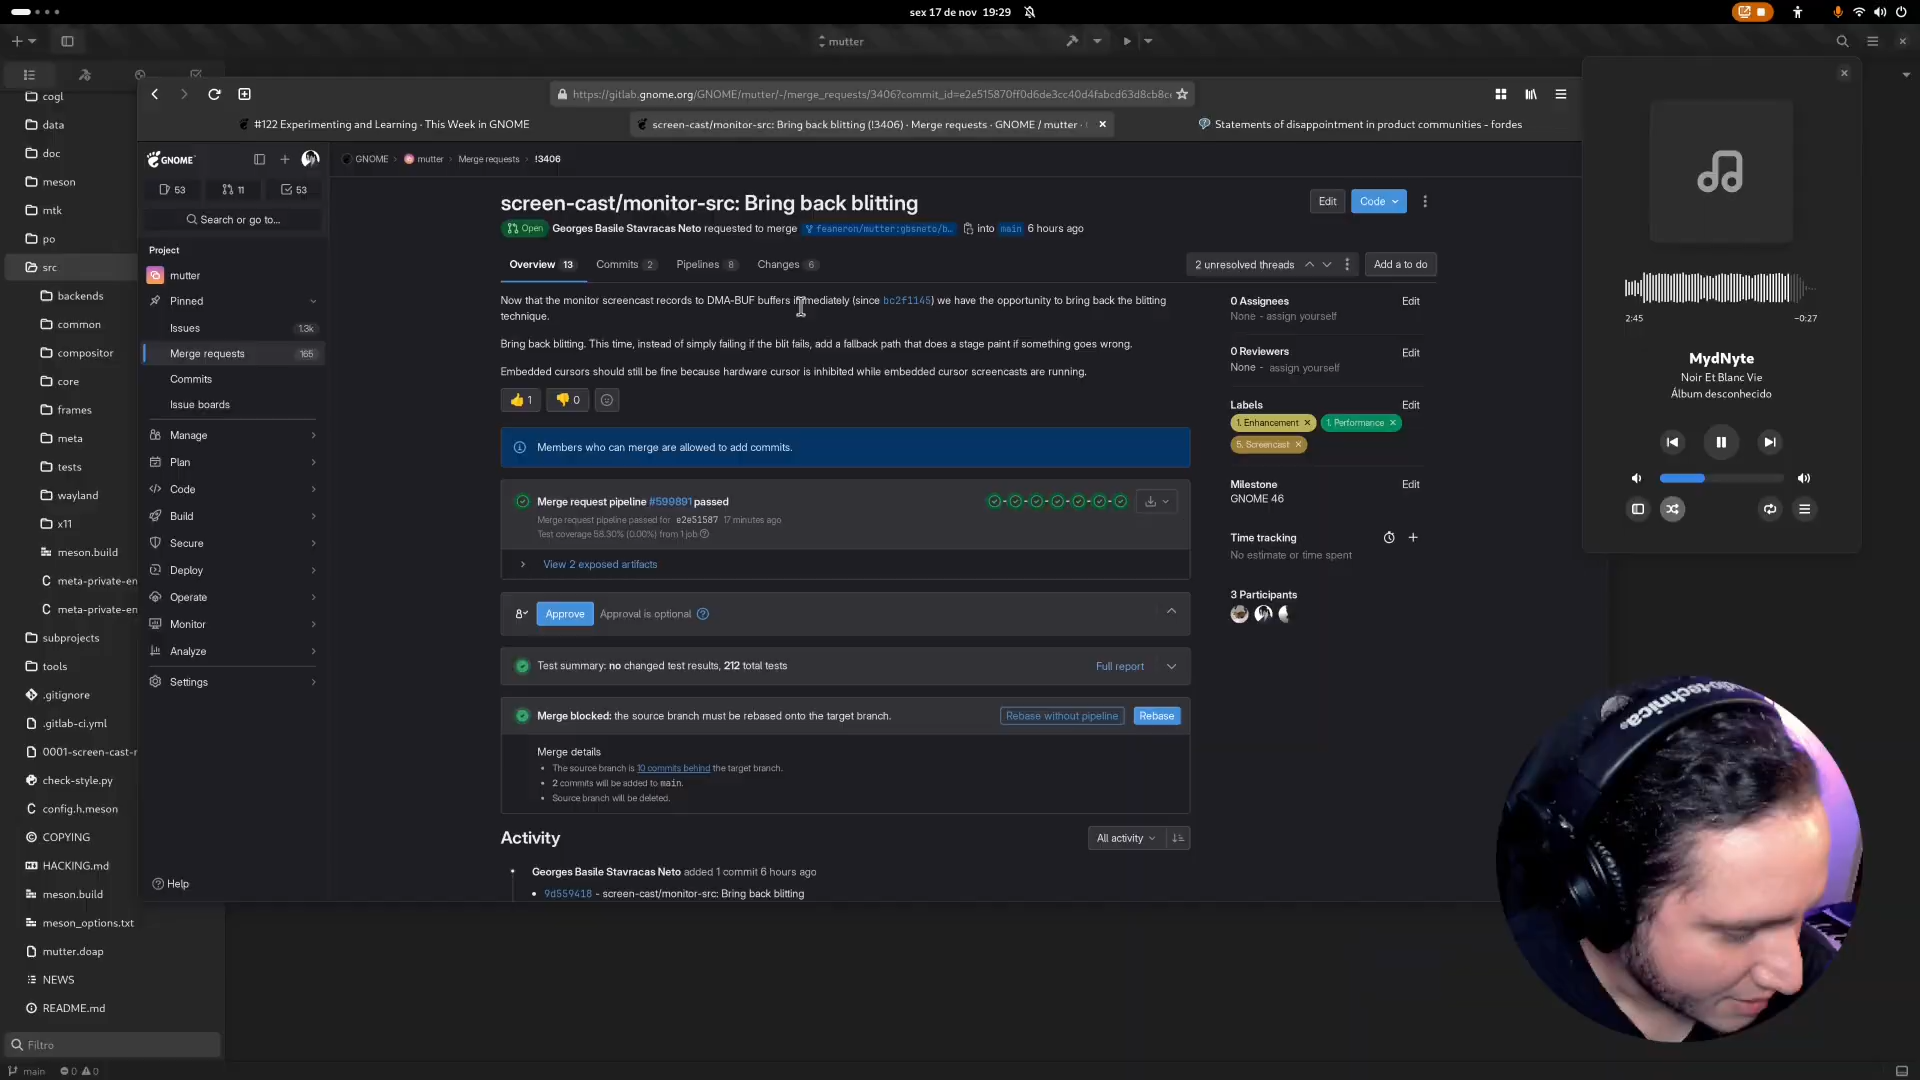 sex 17 de nov 19:29
mutter
https://gitlab.gnome.org/GNOME/mutter/-/merge_requests/3406?commit_id=e2e515870ff0d6de3cc40d4fabcd63d8cb8c
#122 Experimenting and Learning · This Week in GNOME
screen-cast/monitor-src: Bring back blitting (!3406) · Merge requests · GNOME / mutter ·
Statements of disappointment in product communities - fordes
cogl
data
doc
meson
mtk
po
src
backends
common
compositor
core
frames
meta
tests
wayland
x11
meson.build
meta-private-en
meta-private-en
subprojects
tools
.gitignore
.gitlab-ci.yml
0001-screen-cast-
check-style.py
config.h.meson
COPYING
HACKING.md
meson.build
meson_options.txt
mutter.doap
NEWS
README.md
Filtro
main 0 0
GNOME
53 11 53
Search or go to...
Project
mutter
Pinned
Issues 1.3k
Merge requests 165
Commits
Issue boards
Manage
Plan
Code
Build
Secure
Deploy
Operate
Monitor
Analyze
Settings
Help
GNOME > mutter > Merge requests > !3406
screen-cast/monitor-src: Bring back blitting
Edit Code
Open Georges Basile Stavracas Neto requested to merge feaneron/mutter:gbsneto/b… into main 6 hours ago
Overview 13 Commits 2 Pipelines 8 Changes 6
2 unresolved threads Add a to do
Now that the monitor screencast records to DMA-BUF buffers immediately (since bc2f1145) we have the opportunity to bring back the blitting
technique.
Bring back blitting. This time, instead of simply failing if the blit fails, add a fallback path that does a stage paint if something goes wrong.
Embedded cursors should still be fine because hardware cursor is inhibited while embedded cursor screencasts are running.
👍 1 👎 0
Members who can merge are allowed to add commits.
Merge request pipeline #599891 passed
Merge request pipeline passed for e2e51587 17 minutes ago
Test coverage 58.30% (0.00%) from 1 job
View 2 exposed artifacts
Approve Approval is optional
Test summary: no changed test results, 212 total tests Full report
Merge blocked: the source branch must be rebased onto the target branch. Rebase without pipeline Rebase
Merge details
• The source branch is 10 commits behind the target branch.
• 2 commits will be added to main.
• Source branch will be deleted.
Activity All activity
Georges Basile Stavracas Neto added 1 commit 6 hours ago
• 9d559418 - screen-cast/monitor-src: Bring back blitting
0 Assignees Edit
None - assign yourself
0 Reviewers Edit
None - assign yourself
Labels Edit
1. Enhancement × 1. Performance ×
5. Screencast ×
Milestone Edit
GNOME 46
Time tracking
No estimate or time spent
3 Participants
2:45 −0:27
MydNyte
Noir Et Blanc Vie
Álbum desconhecido
audio-technica